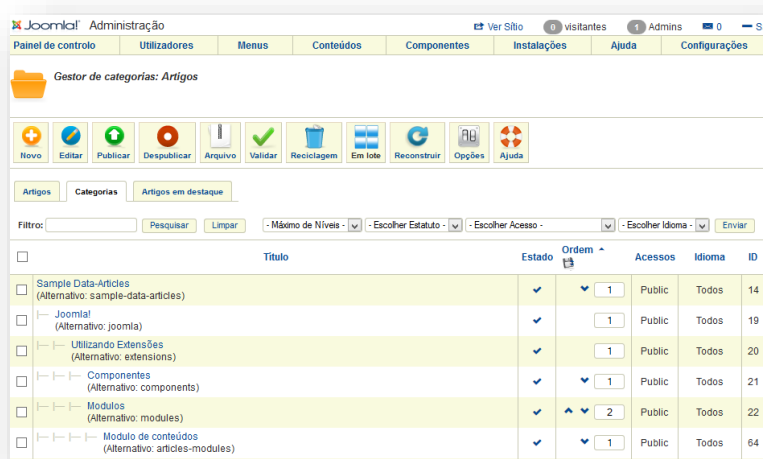 Joomla! Administração Ver Sítio 0 visitantes 1 Admins 0 S
Painel de controlo Utilizadores Menus Conteúdos Componentes Instalações Ajuda Configurações
Gestor de categorias: Artigos
Novo Editar Publicar Despublicar Arquivo Validar Reciclagem Em lote Reconstruir Opções Ajuda
Artigos Categorias Artigos em destaque
Filtro: Pesquisar Limpar - Máximo de Níveis - - Escolher Estatuto - - Escolher Acesso - - Escolher Idioma - Enviar
Título Estado Ordem Acessos Idioma ID
Sample Data-Articles 1 Public Todos 14
(Alternativo: sample-data-articles)
Joomla! 1 Public Todos 19
(Alternativo: joomla)
Utilizando Extensões 1 Public Todos 20
(Alternativo: extensions)
Componentes 1 Public Todos 21
(Alternativo: components)
Modulos 2 Public Todos 22
(Alternativo: modules)
Modulo de conteúdos 1 Public Todos 64
(Alternativo: articles-modules)